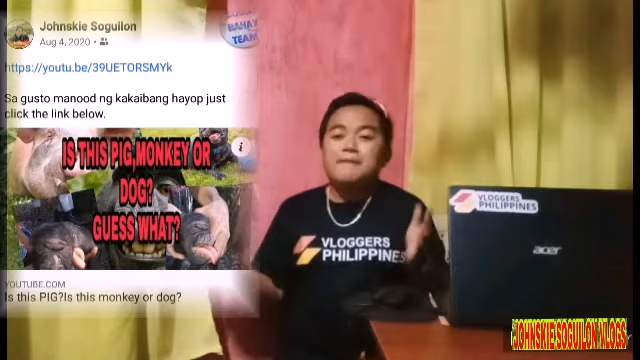 Johnskie Soguilon
Aug 4, 2020
https://youtu.be/39UETORSMYk
Sa gusto manood ng kakaibang hayop just
click the link below.
IS THIS PIG,MONKEY OR
DOG?
GUESS WHAT?
YOUTUBE.COM
Is this PIG?Is this monkey or dog?
BAHAY
TEAM
VLOGGERS
PHILIPPINES
VLOGGERS
PHILIPPINES
acer
JOHNSKIE SOGUILON VLOGS